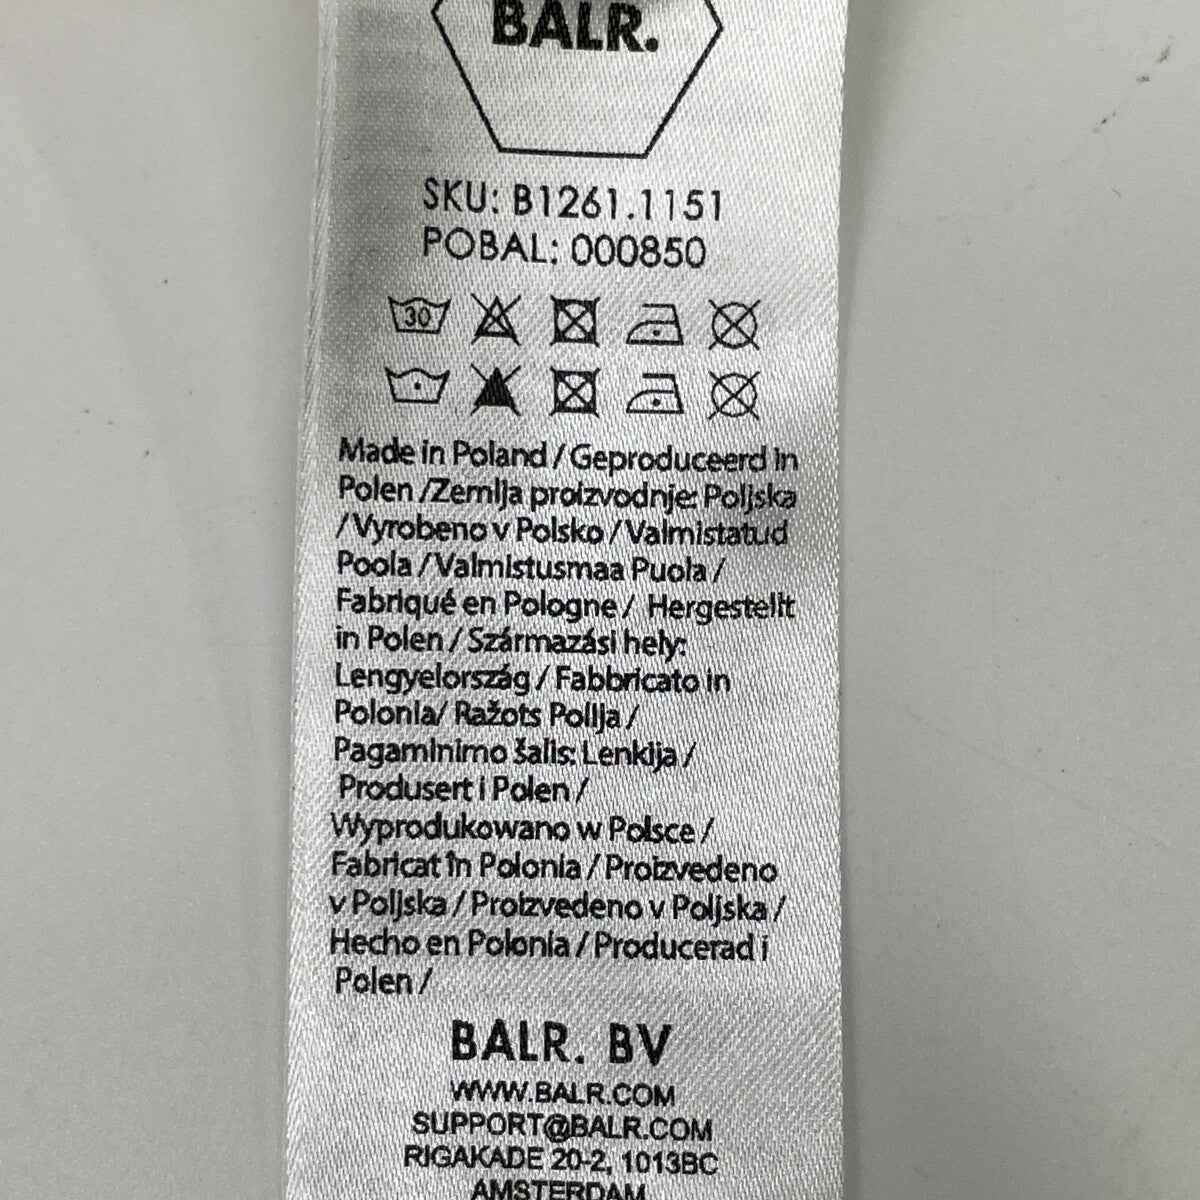 BALR.
SKU: B1261.1151
POBAL: 000850
30
Made in Poland / Geproduceerd in
Polen /Zemlja proizvodnje: Poljska
/Vyrobeno v Polsko / Valmistatud
Poola / Valmistusmaa Puola /
Fabriqué en Pologne / Hergestellt
in Polen / Származási hely:
Lengyelország / Fabbricato in
Polonia/ Ražots Polija /
Pagaminimo šalis: Lenkija /
Produsert i Polen /
Wyprodukowano w Polsce /
Fabricat în Polonia / Proizvedeno
v Poljska / Proizvedeno v Poljska /
Hecho en Polonía / Producerad i
Polen /
BALR. BV
WWW.BALR.COM
SUPPORT@BALR.COM
RIGAKADE 20-2, 1013BC
AMSTERDAM